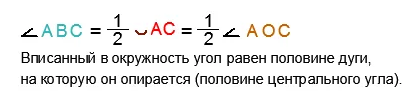 ∠ABC = 1/2 ◡AC = 1/2 ∠AOC
Вписанный в окружность угол равен половине дуги,
на которую он опирается (половине центрального угла).